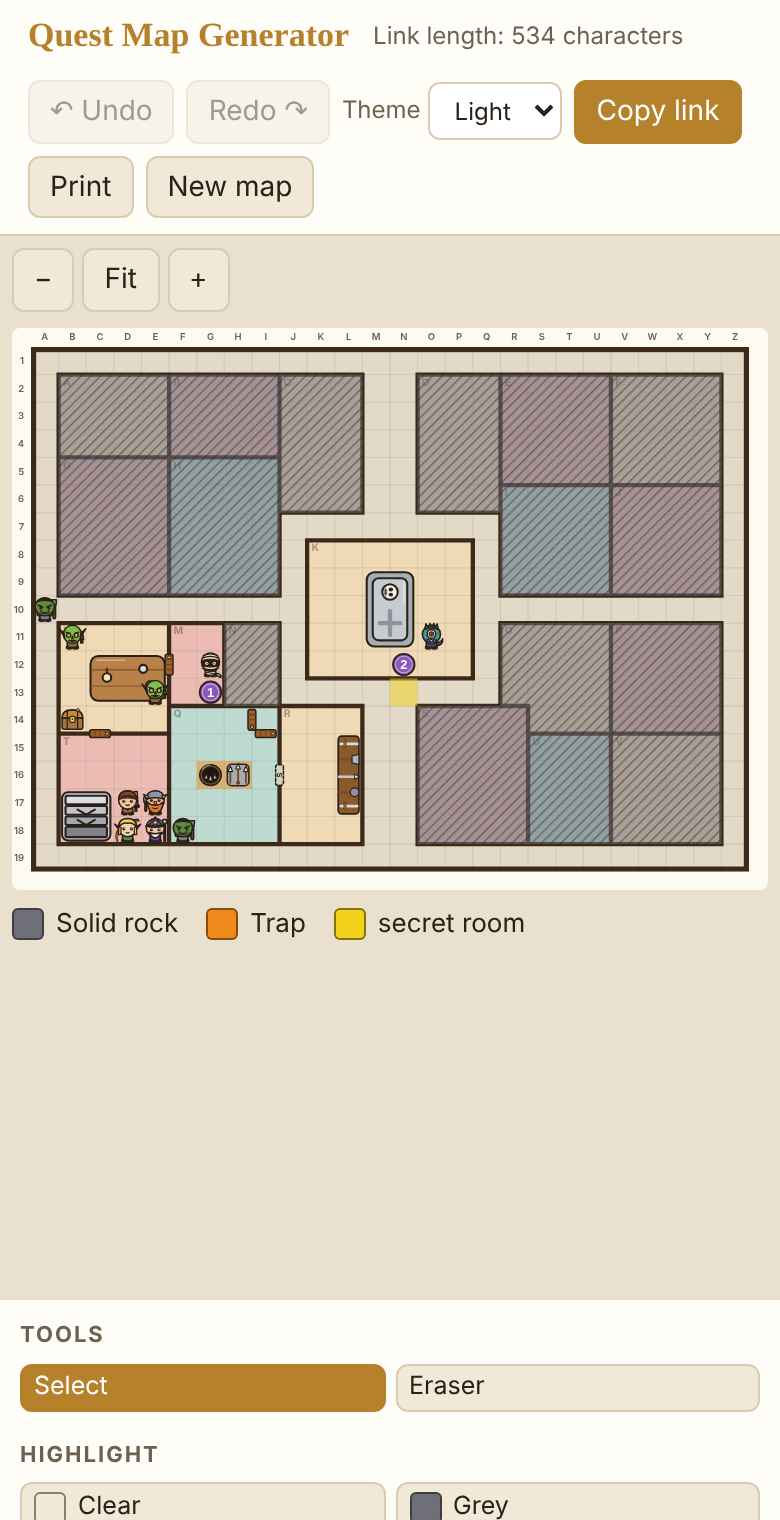 Quest Map Generator Link length: 534 characters
↶ Undo Redo ↷ Theme Light Copy link
Print New map
− Fit +
A B C D E F G H I J K L M N O P Q R S T U V W X Y Z
1
2
3
4
5
6
7
8
K
9
10
11
M
12
2
13
1
14
Q R
15
T
16
S
17
18
19
Solid rock Trap secret room
TOOLS
Select Eraser
HIGHLIGHT
Clear Grey